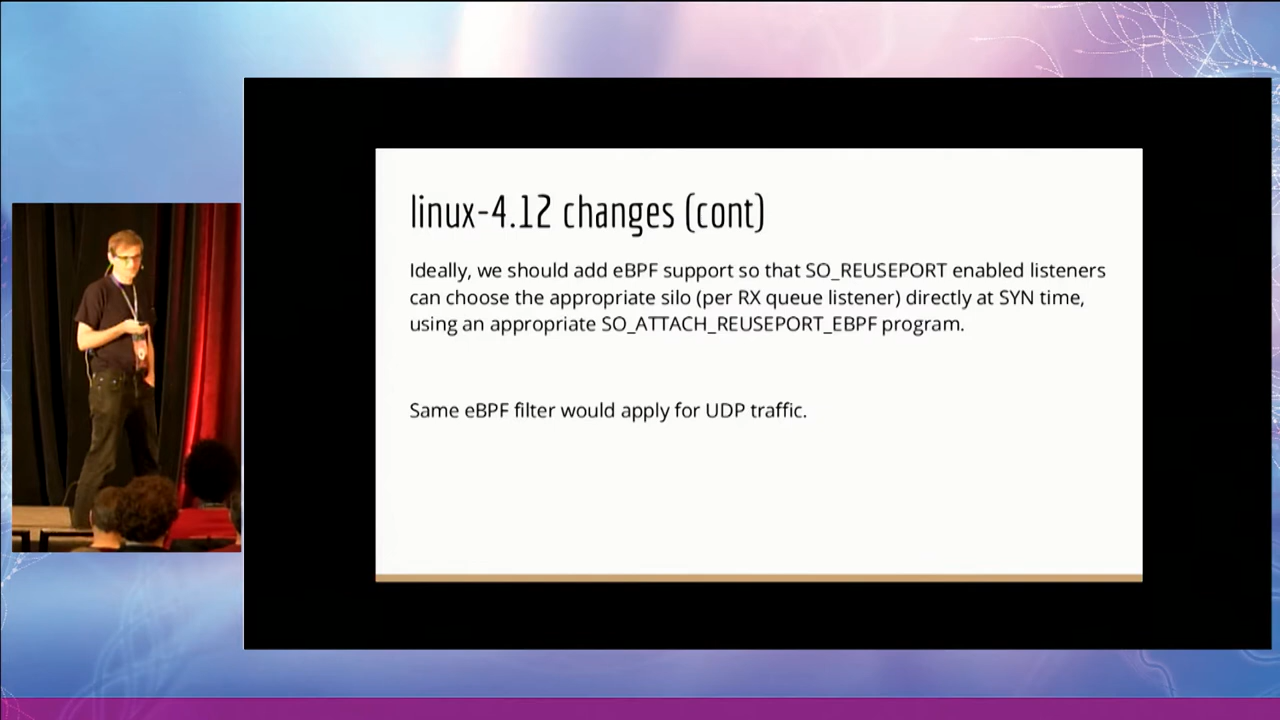 linux-4.12 changes (cont)
Ideally, we should add eBPF support so that SO_REUSEPORT enabled listeners
can choose the appropriate silo (per RX queue listener) directly at SYN time,
using an appropriate SO_ATTACH_REUSEPORT_EBPF program.
Same eBPF filter would apply for UDP traffic.